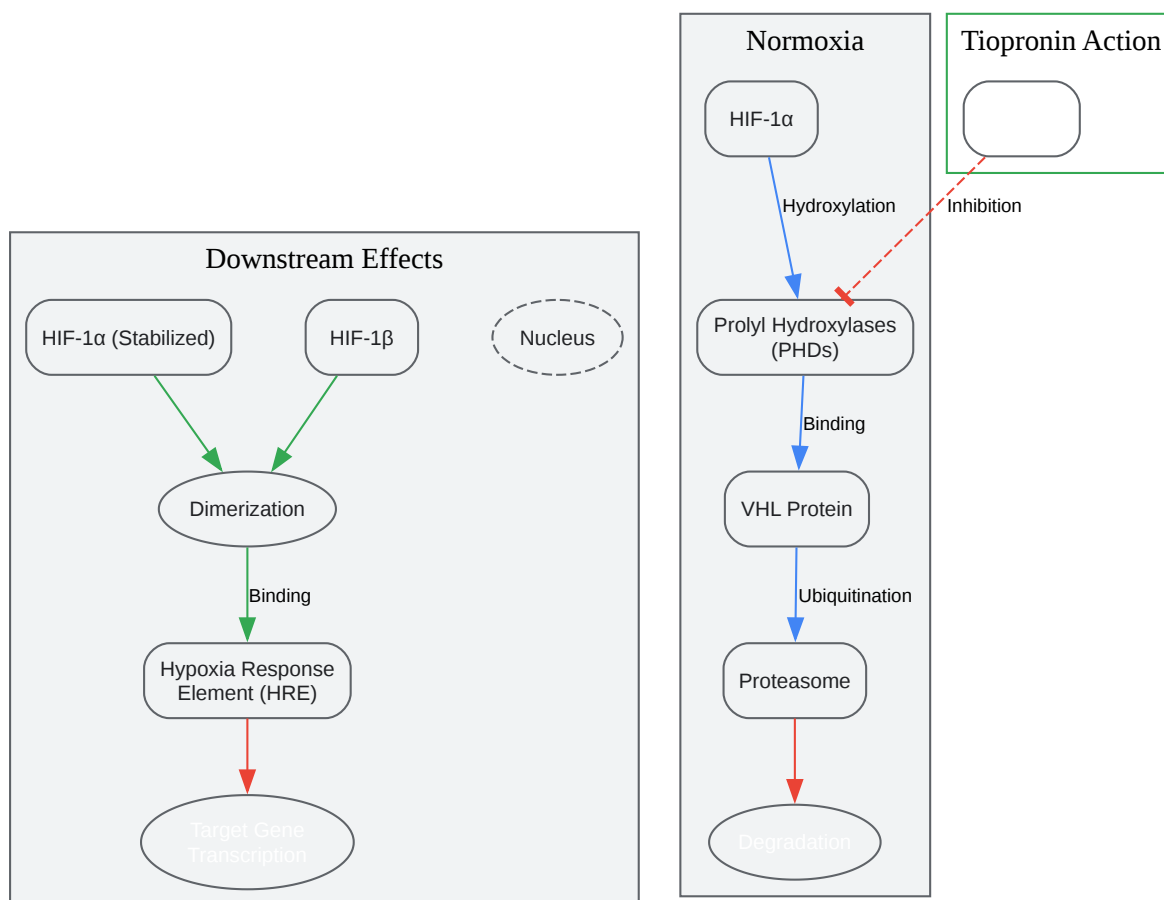 Normoxia
Tiopronin Action
HIF-1α
Hydroxylation
Inhibition
Downstream Effects
HIF-1α (Stabilized)
HIF-1β
Nucleus
Prolyl Hydroxylases
(PHDs)
Binding
Dimerization
VHL Protein
Binding
Ubiquitination
Hypoxia Response
Element (HRE)
Proteasome
Target Gene
Transcription
Degradation